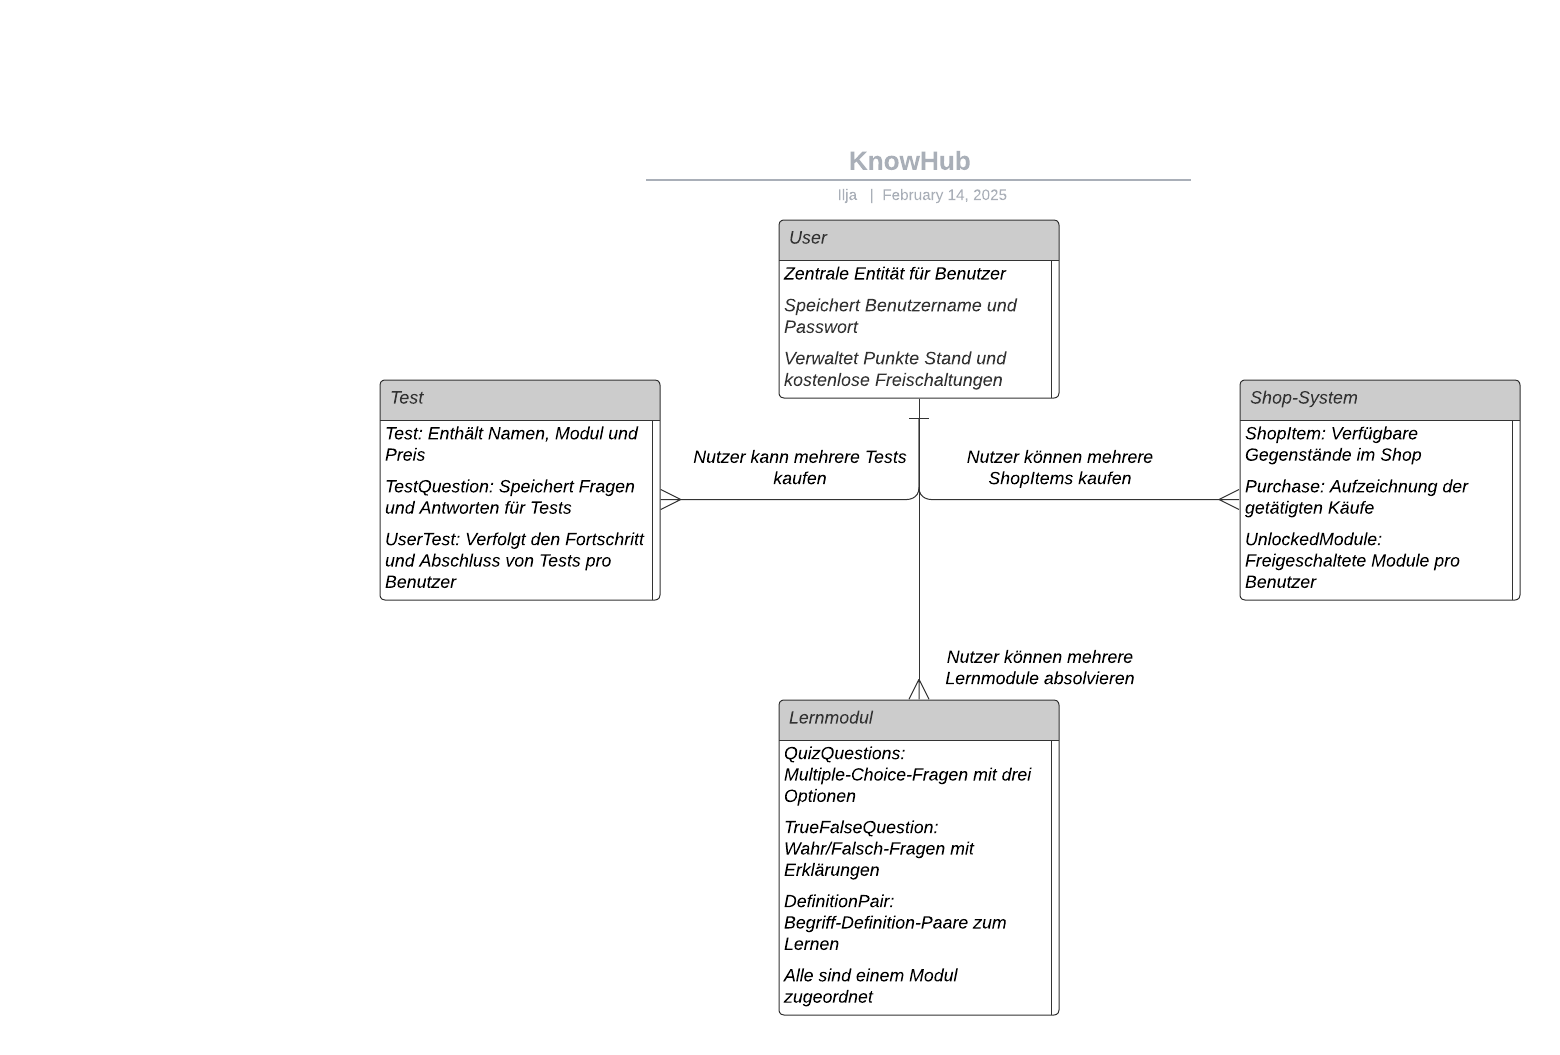 KnowHub
Ilja | February 14, 2025
User
Zentrale Entität für Benutzer
Speichert Benutzername und
Passwort
Verwaltet Punkte Stand und
kostenlose Freischaltungen
Test
Test: Enthält Namen, Modul und
Preis
TestQuestion: Speichert Fragen
und Antworten für Tests
UserTest: Verfolgt den Fortschritt
und Abschluss von Tests pro
Benutzer
Nutzer kann mehrere Tests
kaufen
Nutzer können mehrere
ShopItems kaufen
Shop-System
ShopItem: Verfügbare
Gegenstände im Shop
Purchase: Aufzeichnung der
getätigten Käufe
UnlockedModule:
Freigeschaltete Module pro
Benutzer
Nutzer können mehrere
Lernmodule absolvieren
Lernmodul
QuizQuestions:
Multiple-Choice-Fragen mit drei
Optionen
TrueFalseQuestion:
Wahr/Falsch-Fragen mit
Erklärungen
DefinitionPair:
Begriff-Definition-Paare zum
Lernen
Alle sind einem Modul
zugeordnet